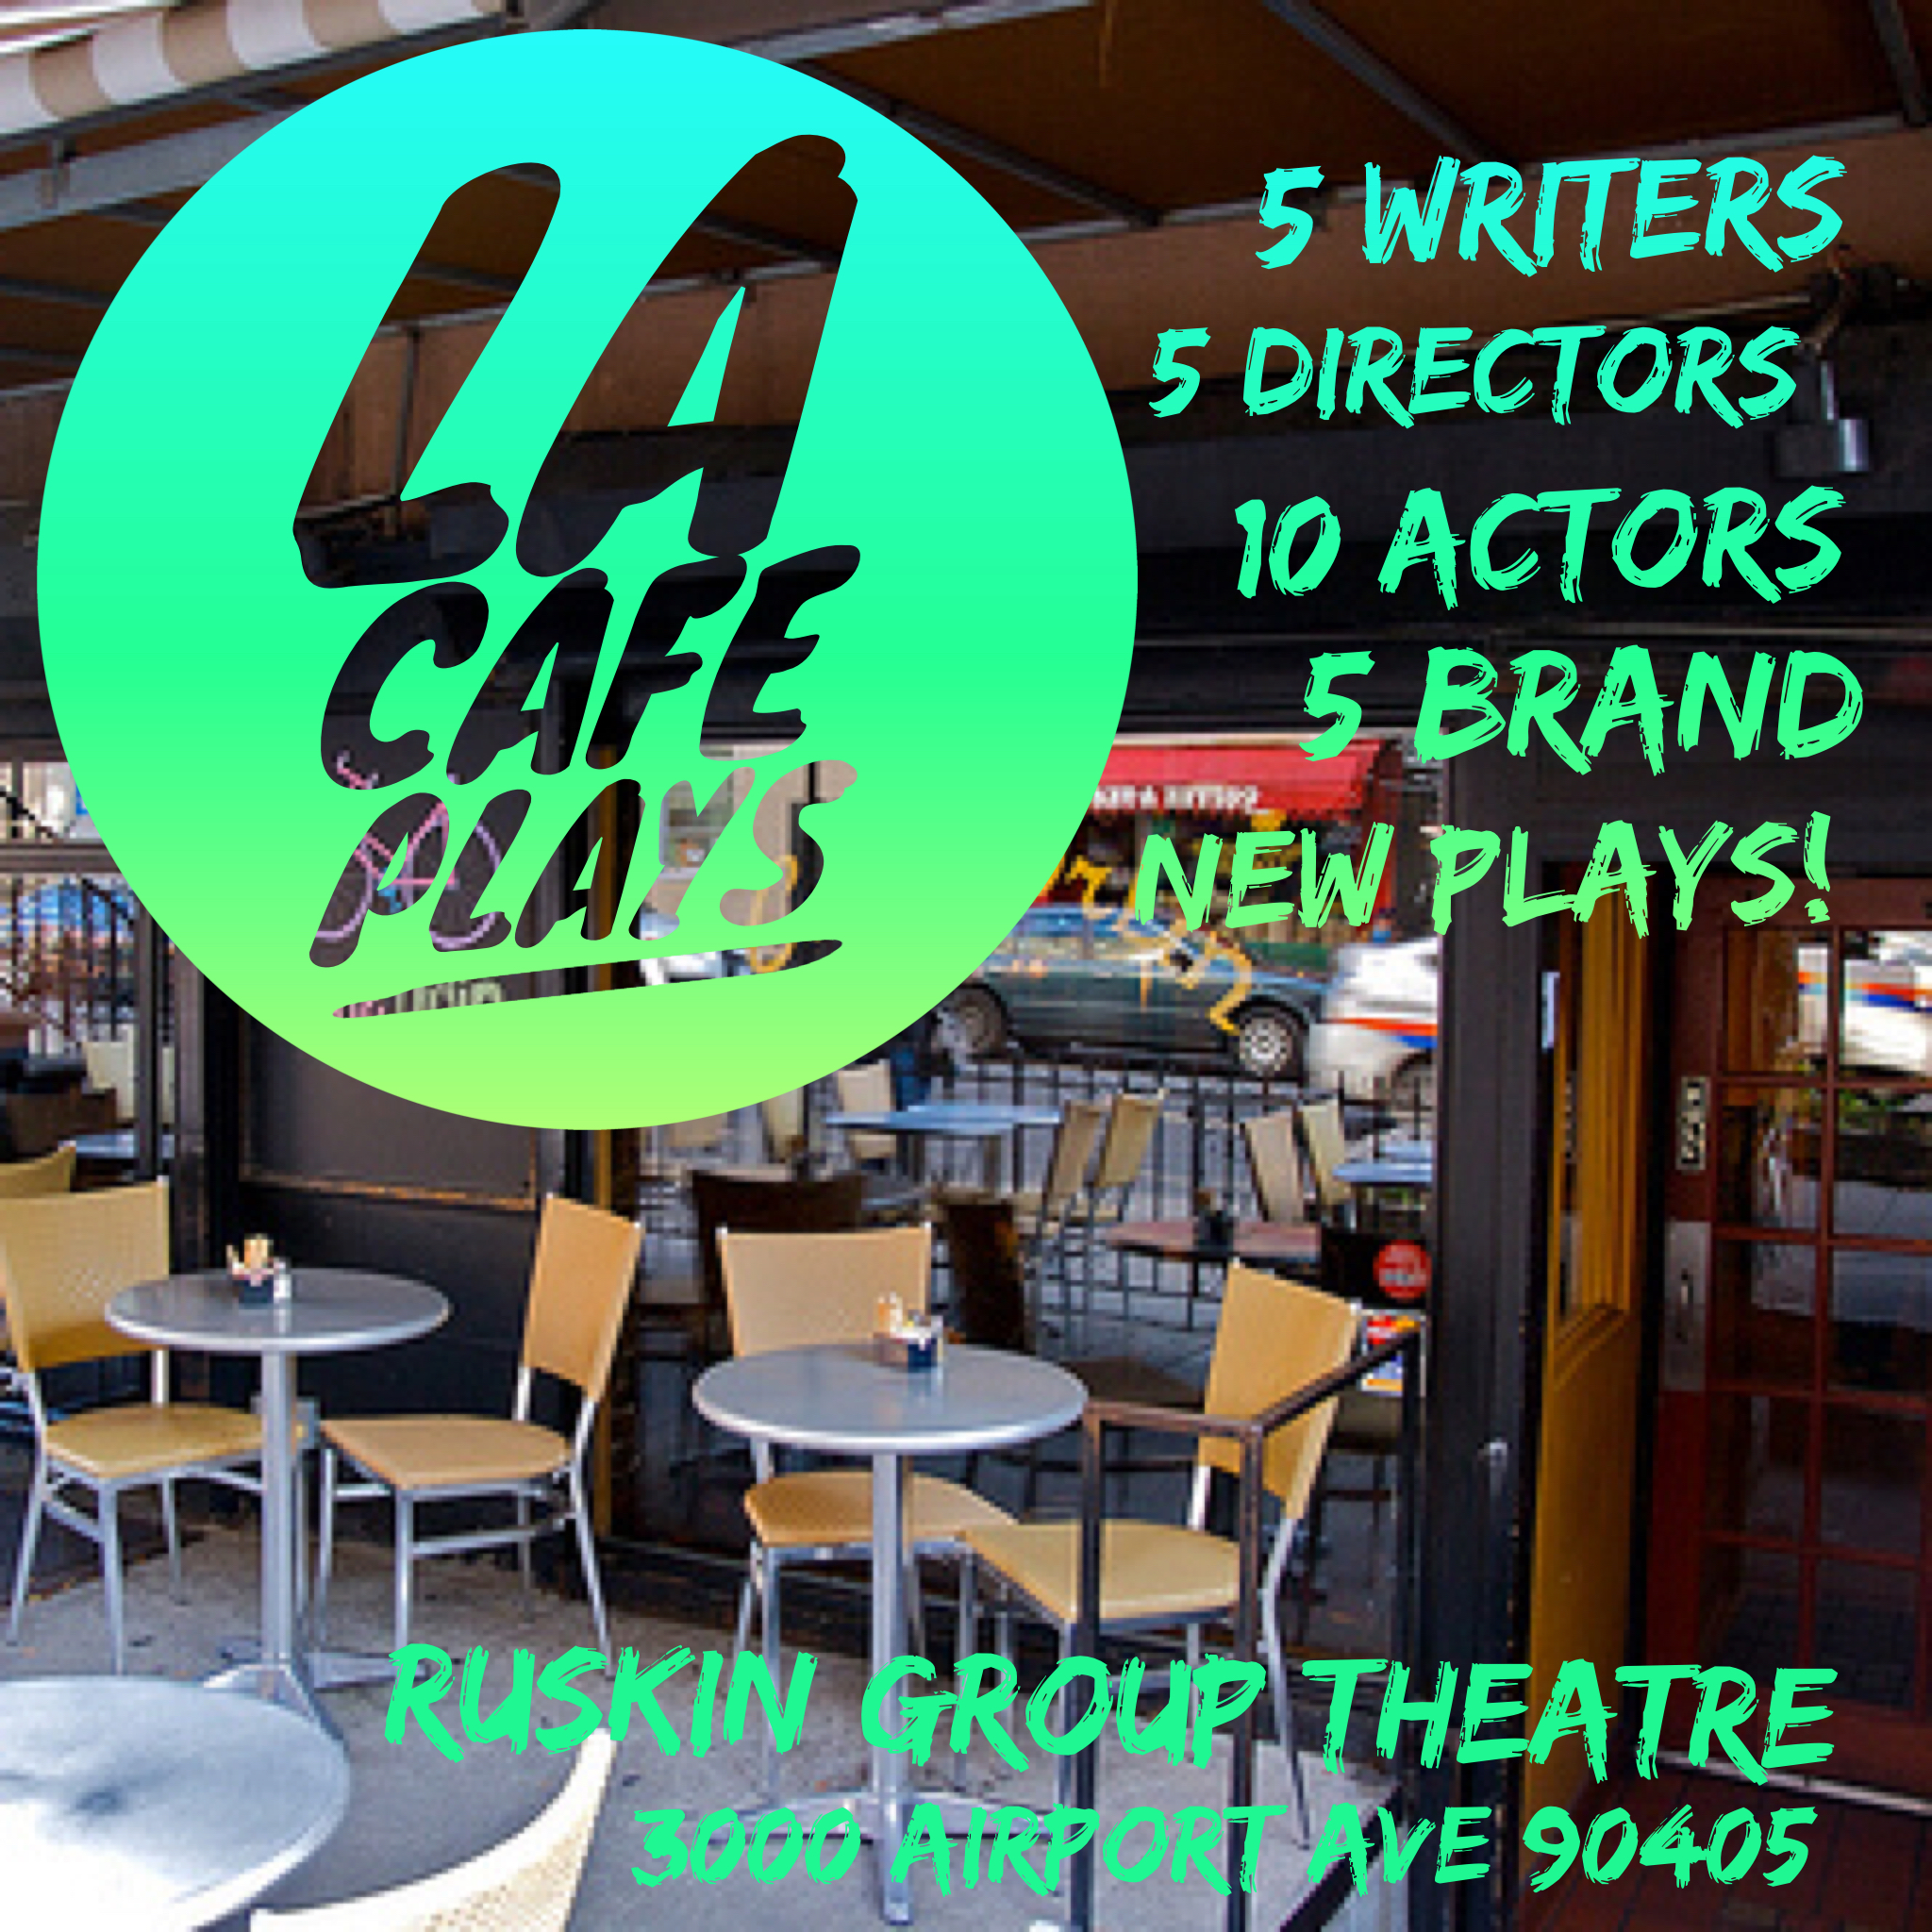 LA
CAFE
PLAYS
5 WRITERS
5 DIRECTORS
10 ACTORS
5 BRAND
NEW PLAYS!
RUSKIN GROUP THEATRE
3000 AIRPORT AVE 90405